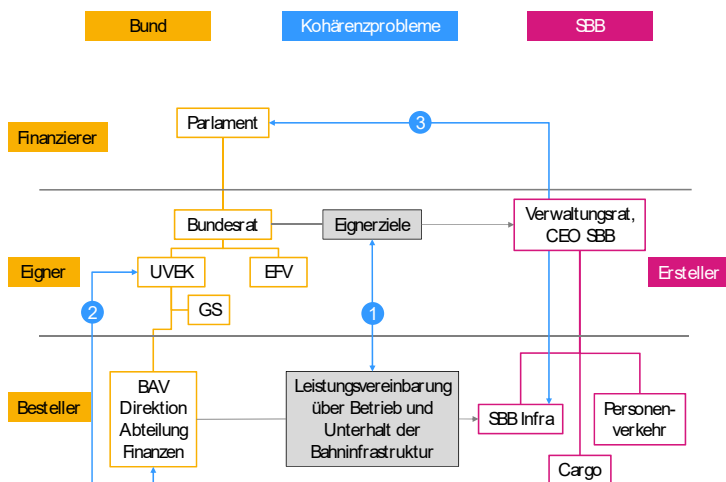 Bund
Kohärenzprobleme
SBB
Parlament
3
Finanzierer
Bundesrat
Eignerziele
Verwaltungsrat,
CEO SBB
Eigner
UVEK
EFV
Ersteller
GS
2
1
Besteller
BAV
Direktion
Abteilung
Finanzen
Leistungsvereinbarung
über Betrieb und
Unterhalt der
Bahninfrastruktur
SBB Infra
Personen-
verkehr
Cargo